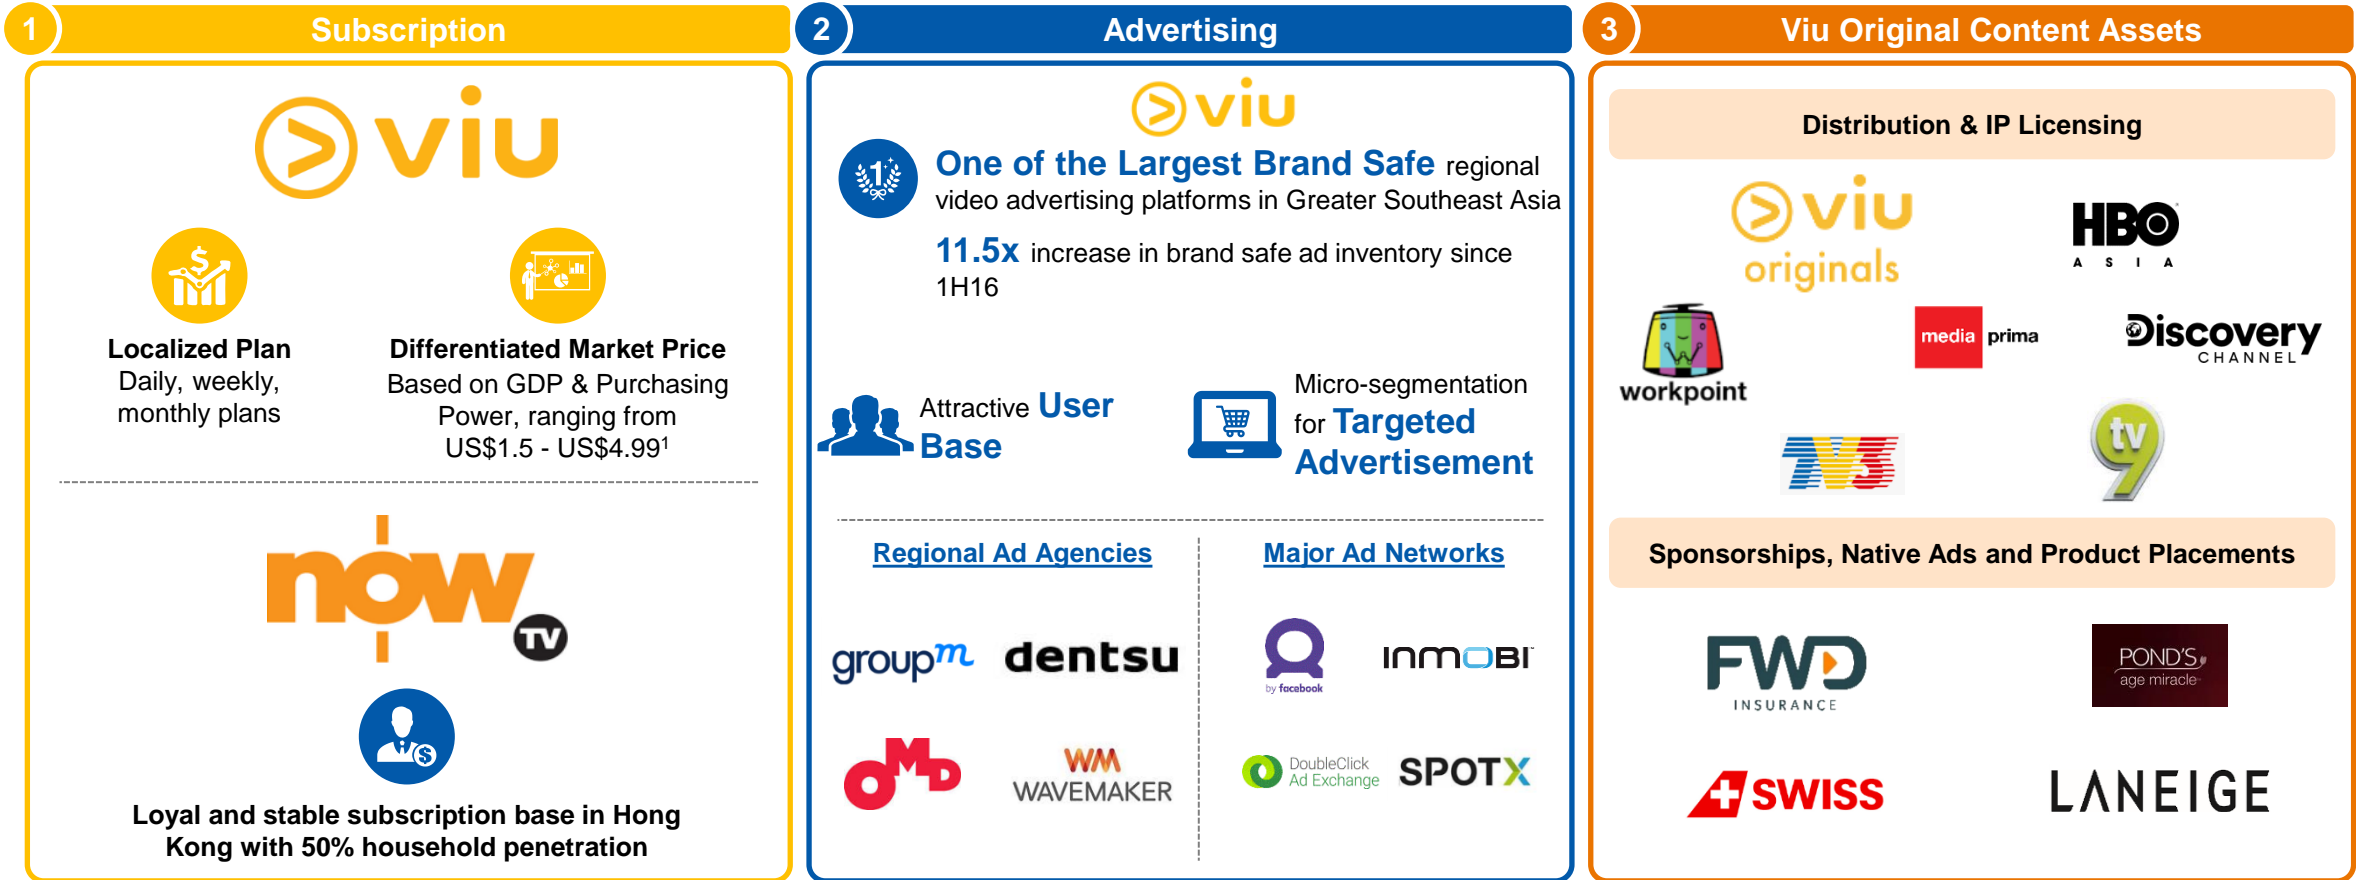 1
Subscription
viu
$
Localized Plan
Daily, weekly,
monthly plans
Differentiated Market Price
Based on GDP & Purchasing
Power, ranging from
US$1.5 - US$4.99¹
now
TV
$
Loyal and stable subscription base in Hong
Kong with 50% household penetration
2
Advertising
viu
1
One of the Largest Brand Safe regional
video advertising platforms in Greater Southeast Asia
11.5x increase in brand safe ad inventory since
1H16
Attractive User
Base
Micro-segmentation
for Targeted
Advertisement
Regional Ad Agencies
groupm
dentsu
OMD
WM
WAVEMAKER
Major Ad Networks
by facebook
INMOBI
DoubleClick
Ad Exchange
SPOTX
3
Viu Original Content Assets
Distribution & IP Licensing
viu
originals
HBO
ASIA
workpoint
media prima
Discovery
CHANNEL
TV3
tv
9
Sponsorships, Native Ads and Product Placements
FWD
INSURANCE
POND'S
age miracle
SWISS
LANEIGE